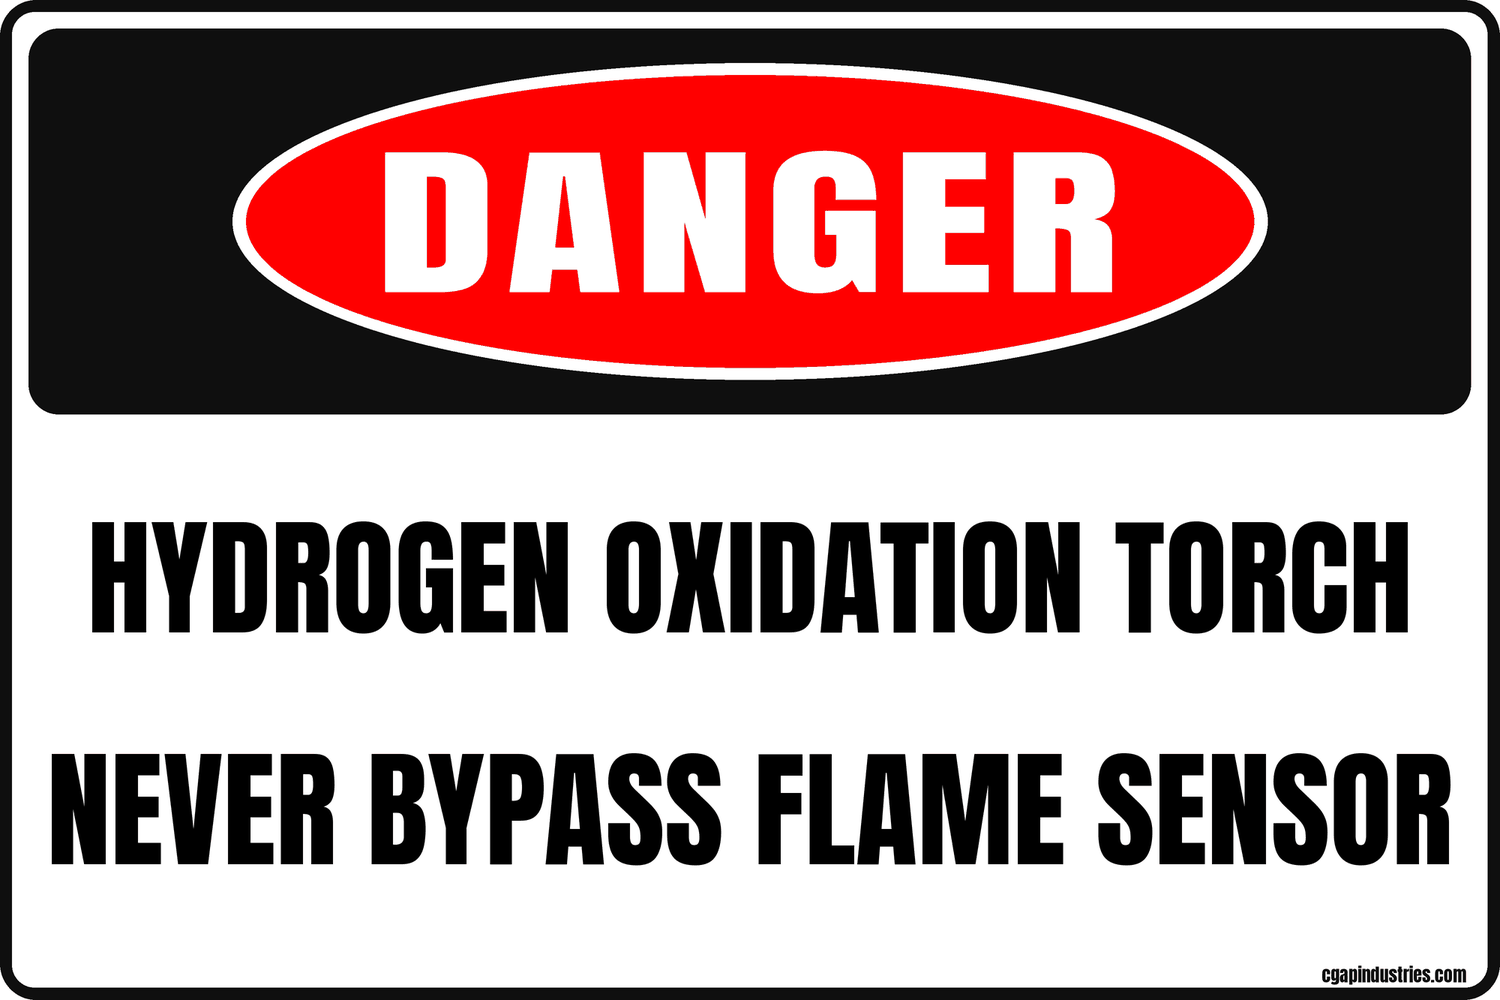 DANGER
HYDROGEN OXIDATION TORCH
NEVER BYPASS FLAME SENSOR
cgapindustries.com